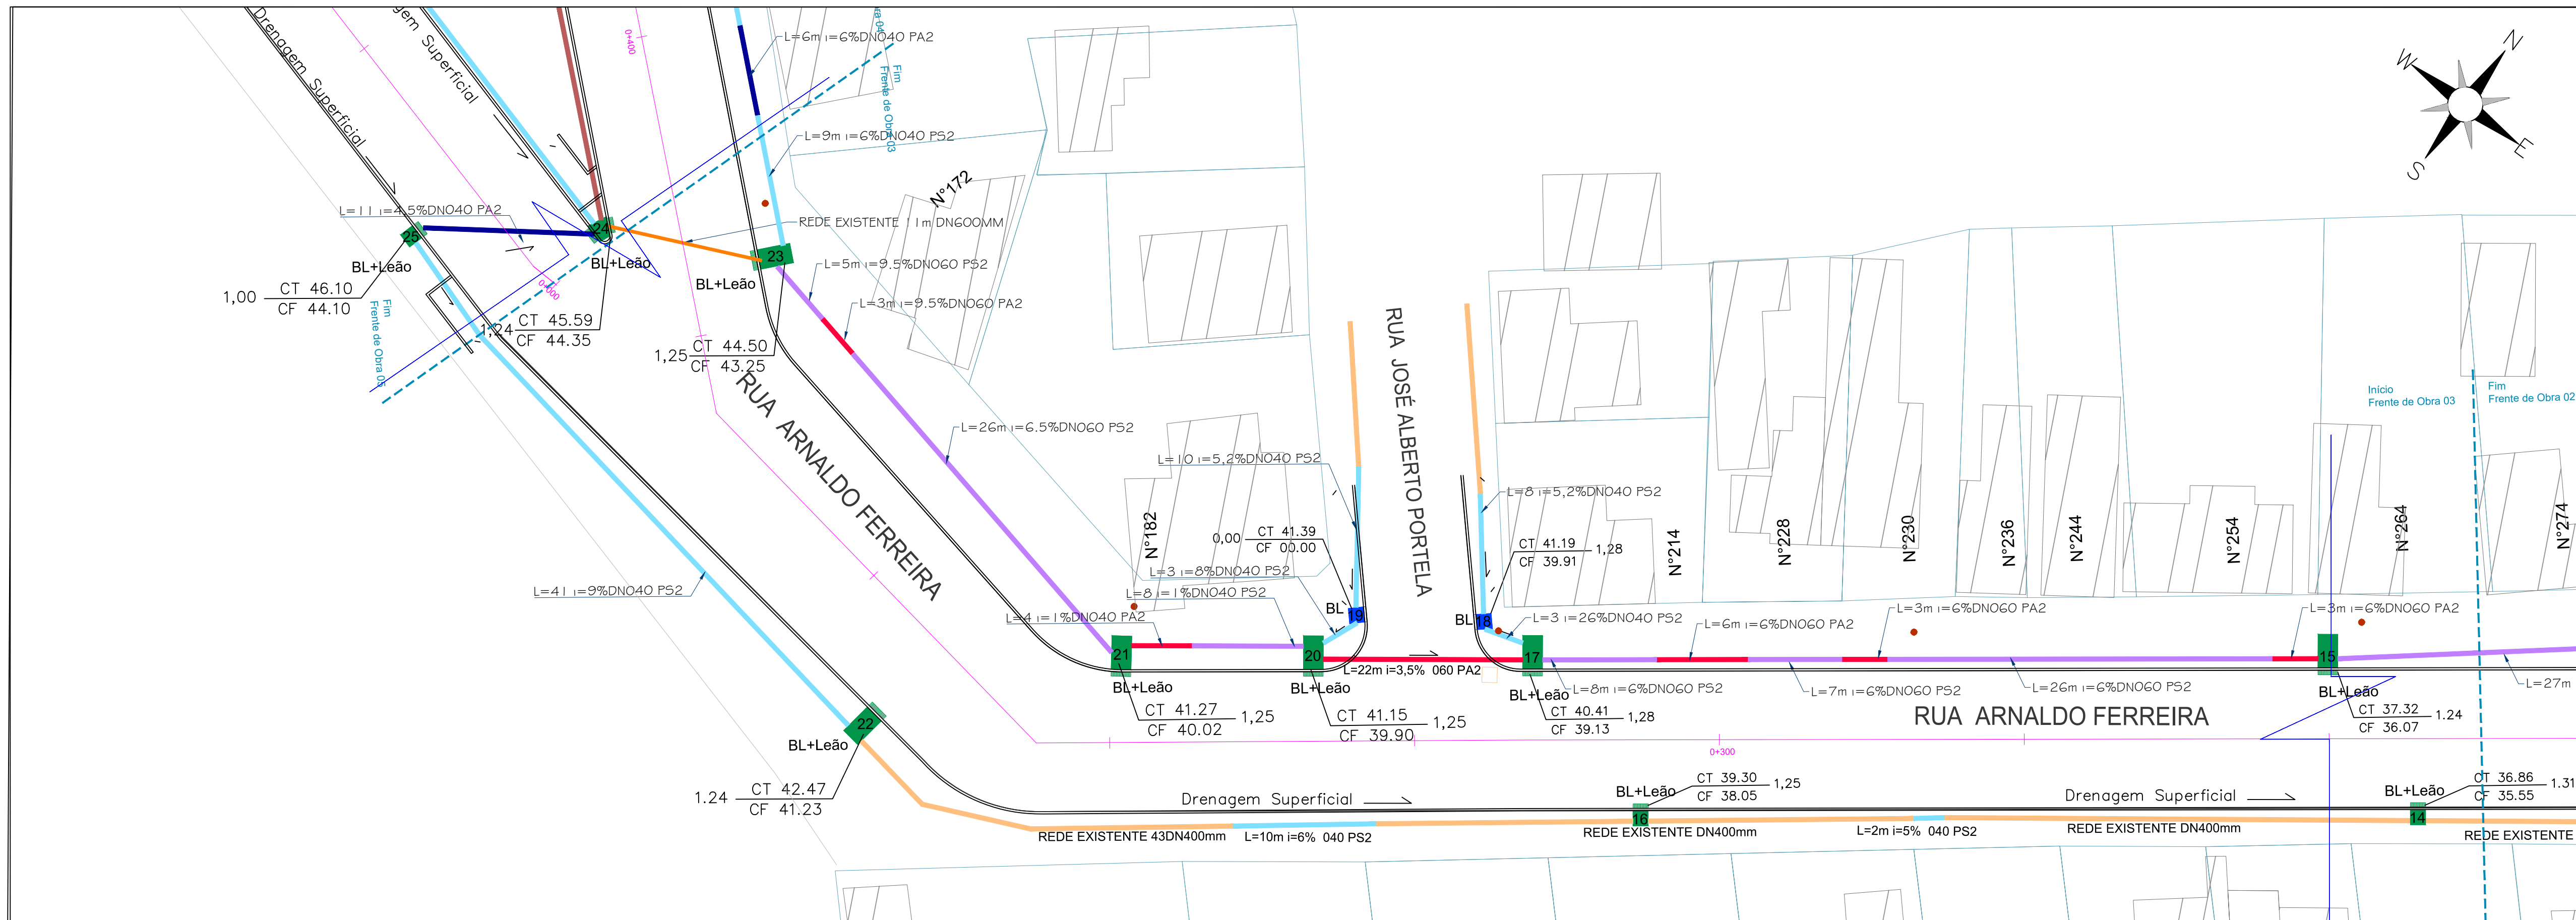 Drenagem Superficial
gem Superficial
0+400
L=6m i=6%DN040 PA2
ra 04
Fim
Frente de Obra 03
N
W
E
S
L=9m i=6%DN040 PS2
N°172
L=11 i=4,5%DN040 PA2
24
REDE EXISTENTE 11m DN600MM
25
BL+Leão
BL+Leão
23
BL+Leão
L=5m i=9.5%DN060 PS2
1,00
CT 46.10
CF 44.10
0+000
L=3m i=9.5%DN060 PA2
Fim
Frente de Obra 05
1,24
CT 45.59
CF 44.35
1,25
CT 44.50
CF 43.25
RUA ARNALDO FERREIRA
RUA JOSÉ ALBERTO PORTELA
Início
Frente de Obra 03
Fim
Frente de Obra 02
L=26m i=6.5%DN060 PS2
L=10 i=5,2%DN040 PS2
L=8 i=5,2%DN040 PS2
N°182
0,00
CT 41.39
CF 00.00
CT 41.19
CF 39.91
1,28
N°214
N°228
N°230
N°236
N°244
N°254
N°264
N°274
L=3 i=8%DN040 PS2
L=41 i=9%DN040 PS2
L=8 i=1%DN040 PS2
L=4 i=1%DN040 PA2
BL
19
BL
18
L=3 i=26%DN040 PS2
L=6m i=6%DN060 PA2
L=3m i=6%DN060 PA2
L=3m i=6%DN060 PA2
21
20
17
15
L=22m i=3,5% 060 PA2
BL+Leão
BL+Leão
BL+Leão
L=8m i=6%DN060 PS2
L=7m i=6%DN060 PS2
L=26m i=6%DN060 PS2
BL+Leão
L=27m
CT 41.27
CF 40.02
1,25
CT 41.15
CF 39.90
1,25
CT 40.41
CF 39.13
1,28
RUA ARNALDO FERREIRA
CT 37.32
CF 36.07
1.24
22
BL+Leão
0+300
1.24
CT 42.47
CF 41.23
Drenagem Superficial
BL+Leão
CT 39.30
CF 38.05
1,25
Drenagem Superficial
BL+Leão
CT 36.86
CF 35.55
1.31
16
14
REDE EXISTENTE 43DN400mm
L=10m i=6% 040 PS2
REDE EXISTENTE DN400mm
L=2m i=5% 040 PS2
REDE EXISTENTE DN400mm
REDE EXISTENTE